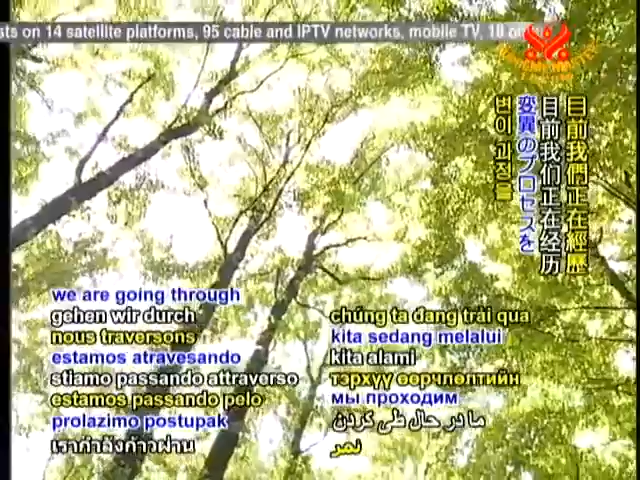 sts on 14 satellite platforms, 95 cable and IPTV networks, mobile TV, 10 on
目前我們正在經歷
目前我们正在经历
変異のプロセスを
변이 과정을
we are going through
gehen wir durch
nous traversons
estamos atravesando
stiamo passando attraverso
estamos passando pelo
prolazimo postupak
เรากำลังก้าวผ่าน
chúng ta đang trải qua
kita sedang melalui
kita alami
тэрхүү өөрчлөлтийн
мы проходим
ما در حال طی کردن
نمر